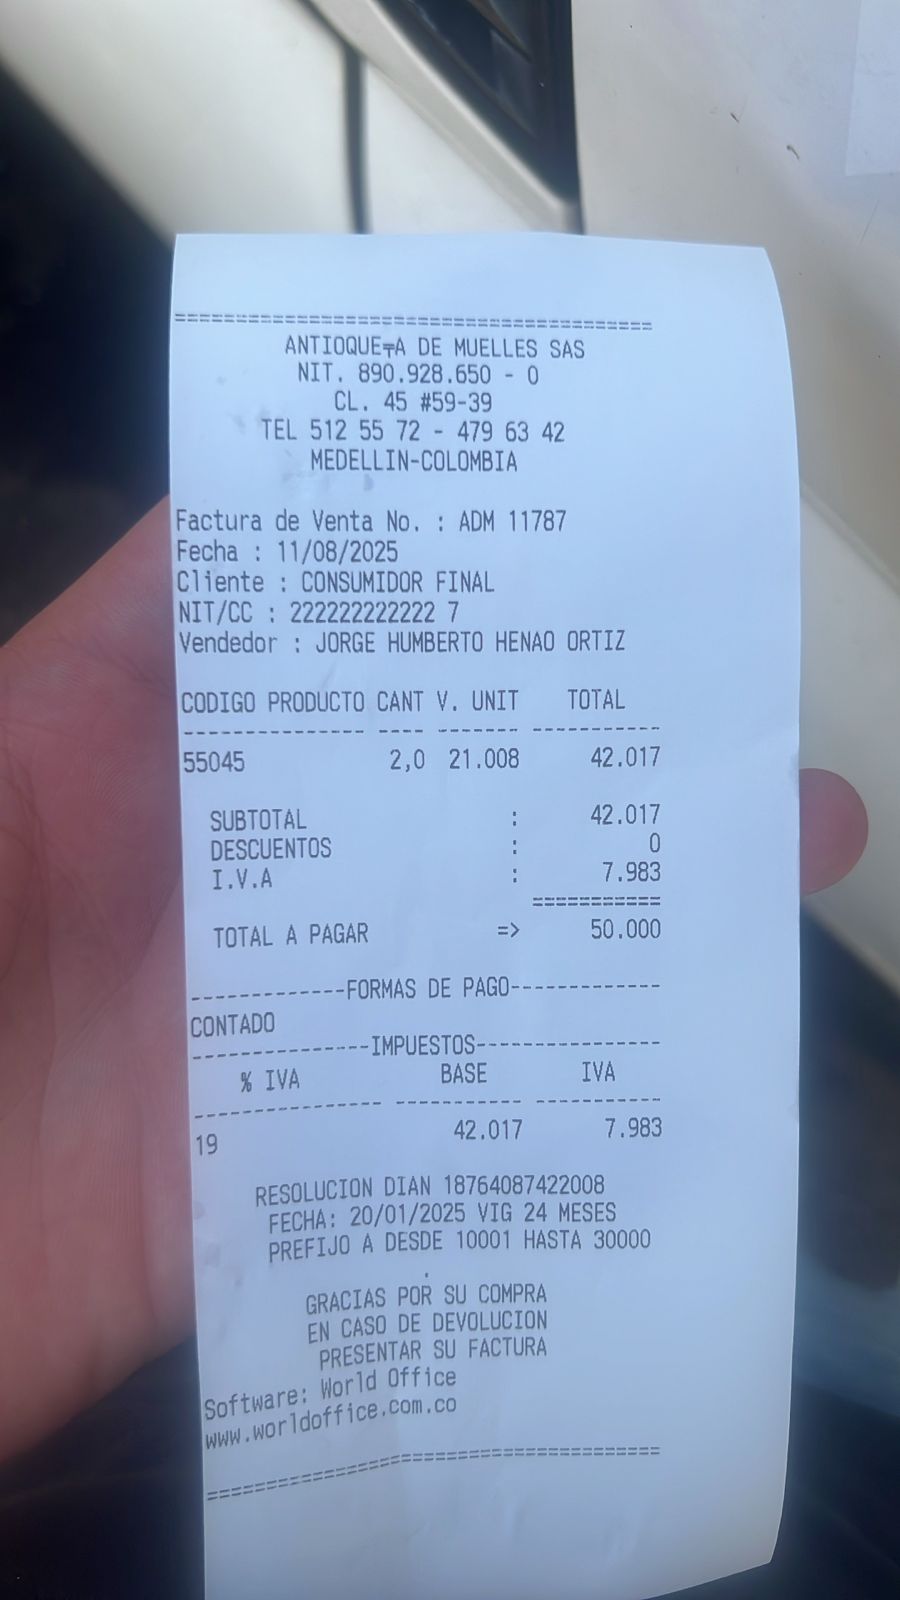 =======================================
ANTIOQUE╤A DE MUELLES SAS
NIT. 890.928.650 - 0
CL. 45 #59-39
TEL 512 55 72 - 479 63 42
MEDELLIN-COLOMBIA
Factura de Venta No. : ADM 11787
Fecha : 11/08/2025
Cliente : CONSUMIDOR FINAL
NIT/CC : 222222222222 7
Vendedor : JORGE HUMBERTO HENAO ORTIZ
CODIGO PRODUCTO CANT V. UNIT TOTAL
--------------- ---- ------- -----------
55045 2,0 21.008 42.017
SUBTOTAL : 42.017
DESCUENTOS : 0
I.V.A : 7.983
===========
TOTAL A PAGAR => 50.000
-------------FORMAS DE PAGO-------------
CONTADO
---------------IMPUESTOS----------------
% IVA BASE IVA
---------------- ----------- -----------
19 42.017 7.983
RESOLUCION DIAN 18764087422008
FECHA: 20/01/2025 VIG 24 MESES
PREFIJO A DESDE 10001 HASTA 30000
.
GRACIAS POR SU COMPRA
EN CASO DE DEVOLUCION
PRESENTAR SU FACTURA
Software: World Office
www.worldoffice.com.co
=======================================